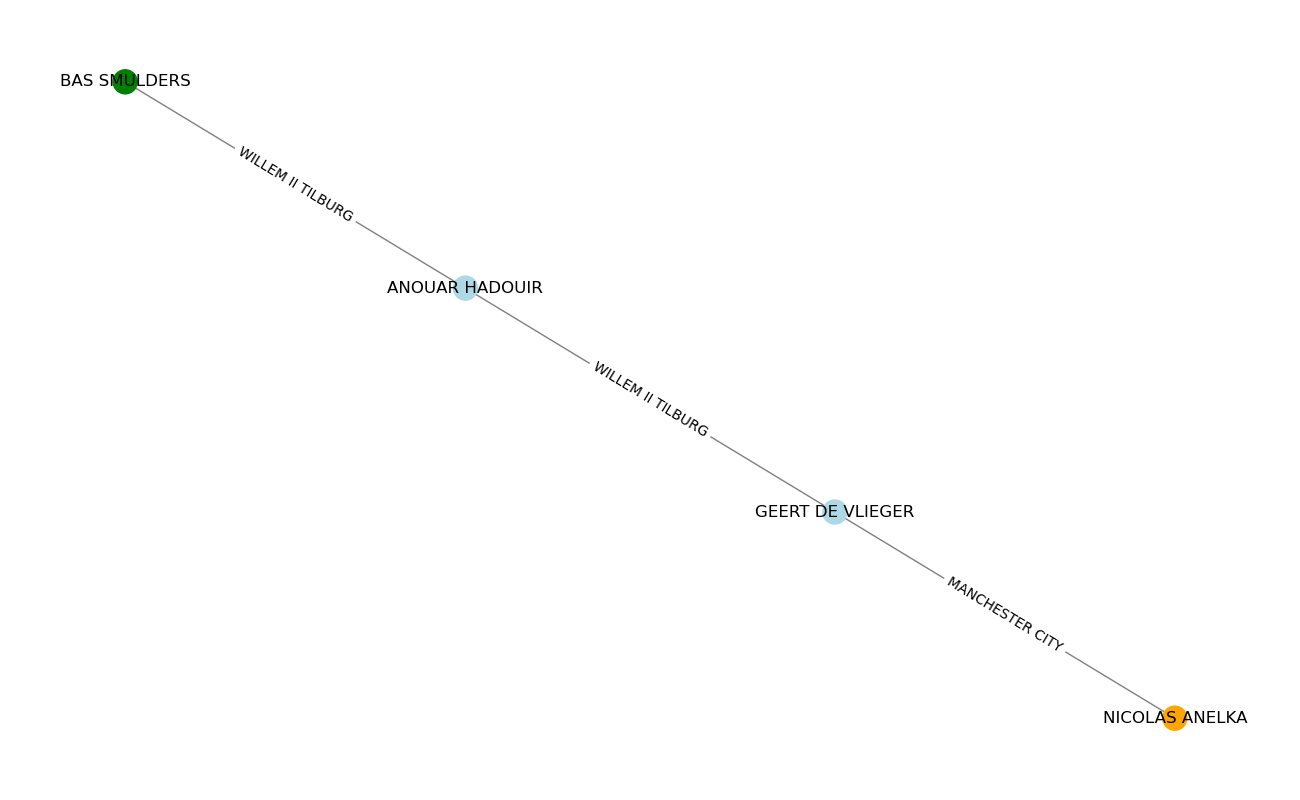 BAS SMULDERS
WILLEM II TILBURG
ANOUAR HADOUIR
WILLEM II TILBURG
GEERT DE VLIEGER
MANCHESTER CITY
NICOLAS ANELKA